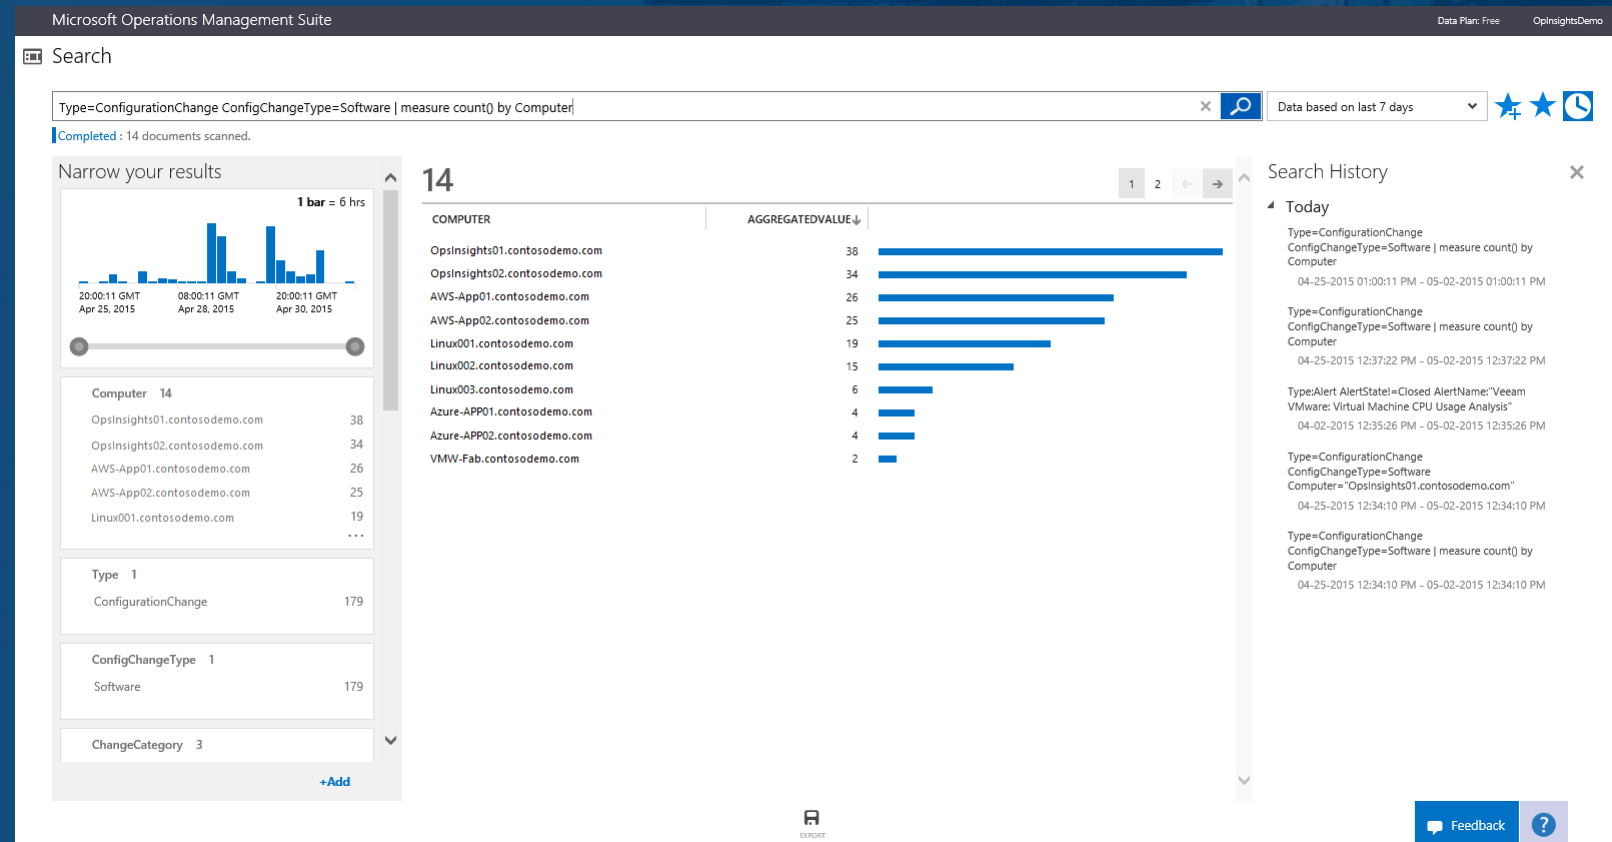 Microsoft Operations Management Suite
Data Plan: Free
OpInsightsDemo
Search
Type=ConfigurationChange ConfigChangeType=Software | measure count() by Computer
Data based on last 7 days
Completed : 14 documents scanned.
Narrow your results
1 bar = 6 hrs
20:00:11 GMT 08:00:11 GMT 20:00:11 GMT
Apr 25, 2015 Apr 28, 2015 Apr 30, 2015
Computer 14
OpsInsights01.contosodemo.com 38
OpsInsights02.contosodemo.com 34
AWS-App01.contosodemo.com 26
AWS-App02.contosodemo.com 25
Linux001.contosodemo.com 19
...
Type 1
ConfigurationChange 179
ConfigChangeType 1
Software 179
ChangeCategory 3
+Add
14
1 2
COMPUTER AGGREGATEDVALUE
OpsInsights01.contosodemo.com 38
OpsInsights02.contosodemo.com 34
AWS-App01.contosodemo.com 26
AWS-App02.contosodemo.com 25
Linux001.contosodemo.com 19
Linux002.contosodemo.com 15
Linux003.contosodemo.com 6
Azure-APP01.contosodemo.com 4
Azure-APP02.contosodemo.com 4
VMW-Fab.contosodemo.com 2
EXPORT
Search History
Today
Type=ConfigurationChange
ConfigChangeType=Software | measure count() by
Computer
04-25-2015 01:00:11 PM - 05-02-2015 01:00:11 PM
Type=ConfigurationChange
ConfigChangeType=Software | measure count() by
Computer
04-25-2015 12:37:22 PM - 05-02-2015 12:37:22 PM
Type:Alert AlertState!=Closed AlertName:"Veeam
VMware: Virtual Machine CPU Usage Analysis"
04-02-2015 12:35:26 PM - 05-02-2015 12:35:26 PM
Type=ConfigurationChange
ConfigChangeType=Software
Computer="OpsInsights01.contosodemo.com"
04-25-2015 12:34:10 PM - 05-02-2015 12:34:10 PM
Type=ConfigurationChange
ConfigChangeType=Software | measure count() by
Computer
04-25-2015 12:34:10 PM - 05-02-2015 12:34:10 PM
Feedback
?